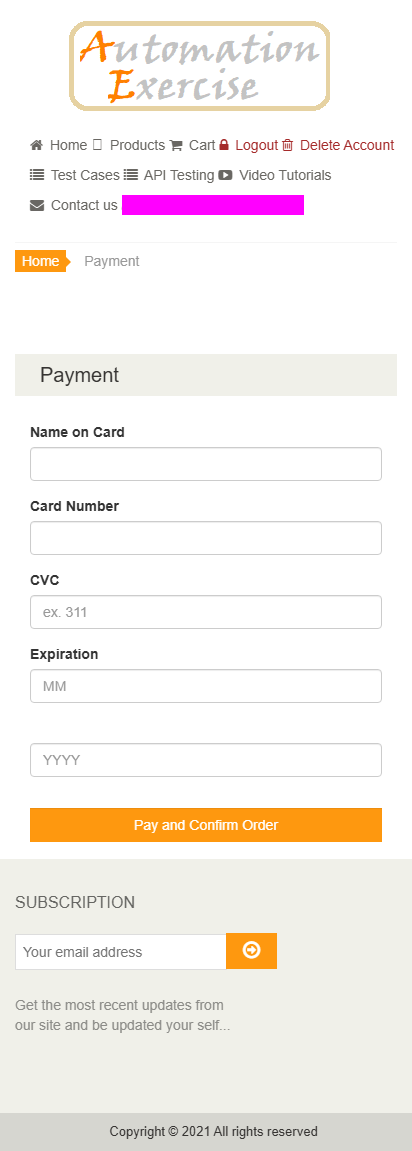 Automation
Exercise
Home Products Cart Logout Delete Account
Test Cases API Testing Video Tutorials
Contact us
Home Payment
Payment
Name on Card
Card Number
CVC
ex. 311
Expiration
MM
YYYY
Pay and Confirm Order
SUBSCRIPTION
Your email address
Get the most recent updates from
our site and be updated your self...
Copyright © 2021 All rights reserved